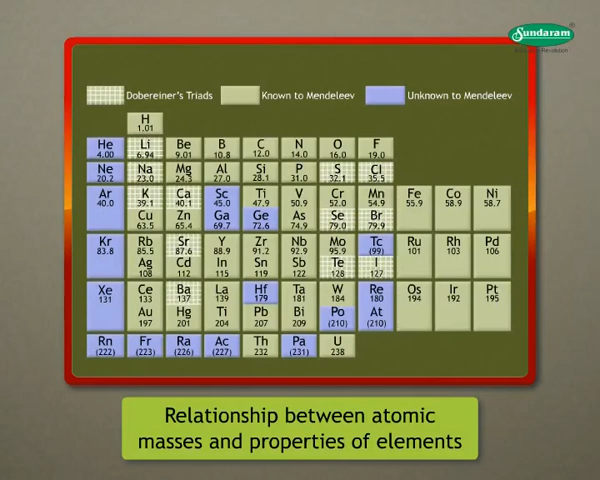 Sundaram
Dobereiner's Triads
Known to Mendeleev
Unknown to Mendeleev
H
1.01
He Li Be B C N O F
4.00 6.94 9.01 10.8 12.0 14.0 16.0 19.0
Ne Na Mg Al Si P S Cl
20.2 23.0 24.3 27.0 28.1 31.0 32.1 35.5
Ar K Ca Sc Ti V Cr Mn Fe Co Ni
40.0 39.1 40.1 45.0 47.9 50.9 52.0 54.9 55.9 58.9 58.7
Cu Zn Ga Ge As Se Br
63.5 65.4 69.7 72.6 74.9 79.0 79.9
Kr Rb Sr Y Zr Nb Mo Tc Ru Rh Pd
83.8 85.5 87.6 88.9 91.2 92.9 95.9 (99) 101 103 106
Ag Cd In Sn Sb Te I
108 112 115 119 122 128 127
Xe Ce Ba La Hf Ta W Re Os Ir Pt
131 133 137 139 179 181 184 180 194 192 195
Au Hg Ti Pb Bi Po At
197 201 204 207 209 (210) (210)
Rn Fr Ra Ac Th Pa U
(222) (223) (226) (227) 232 (231) 238
Relationship between atomic
masses and properties of elements